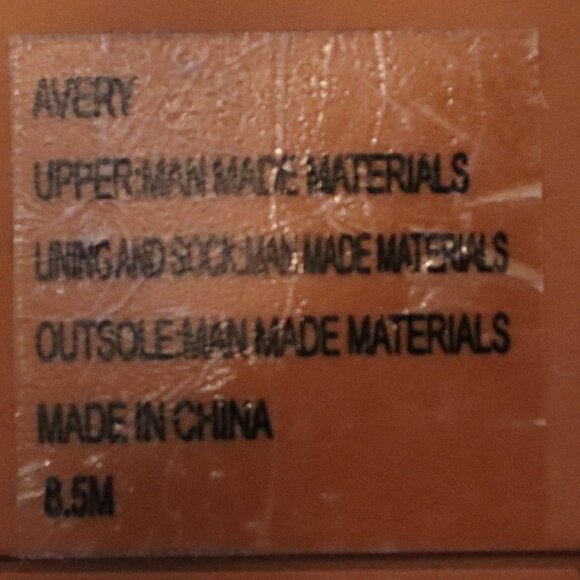 AVERY
UPPER:MAN MADE MATERIALS
LINING AND SOCK:MAN MADE MATERIALS
OUTSOLE:MAN MADE MATERIALS
MADE IN CHINA
8.5M